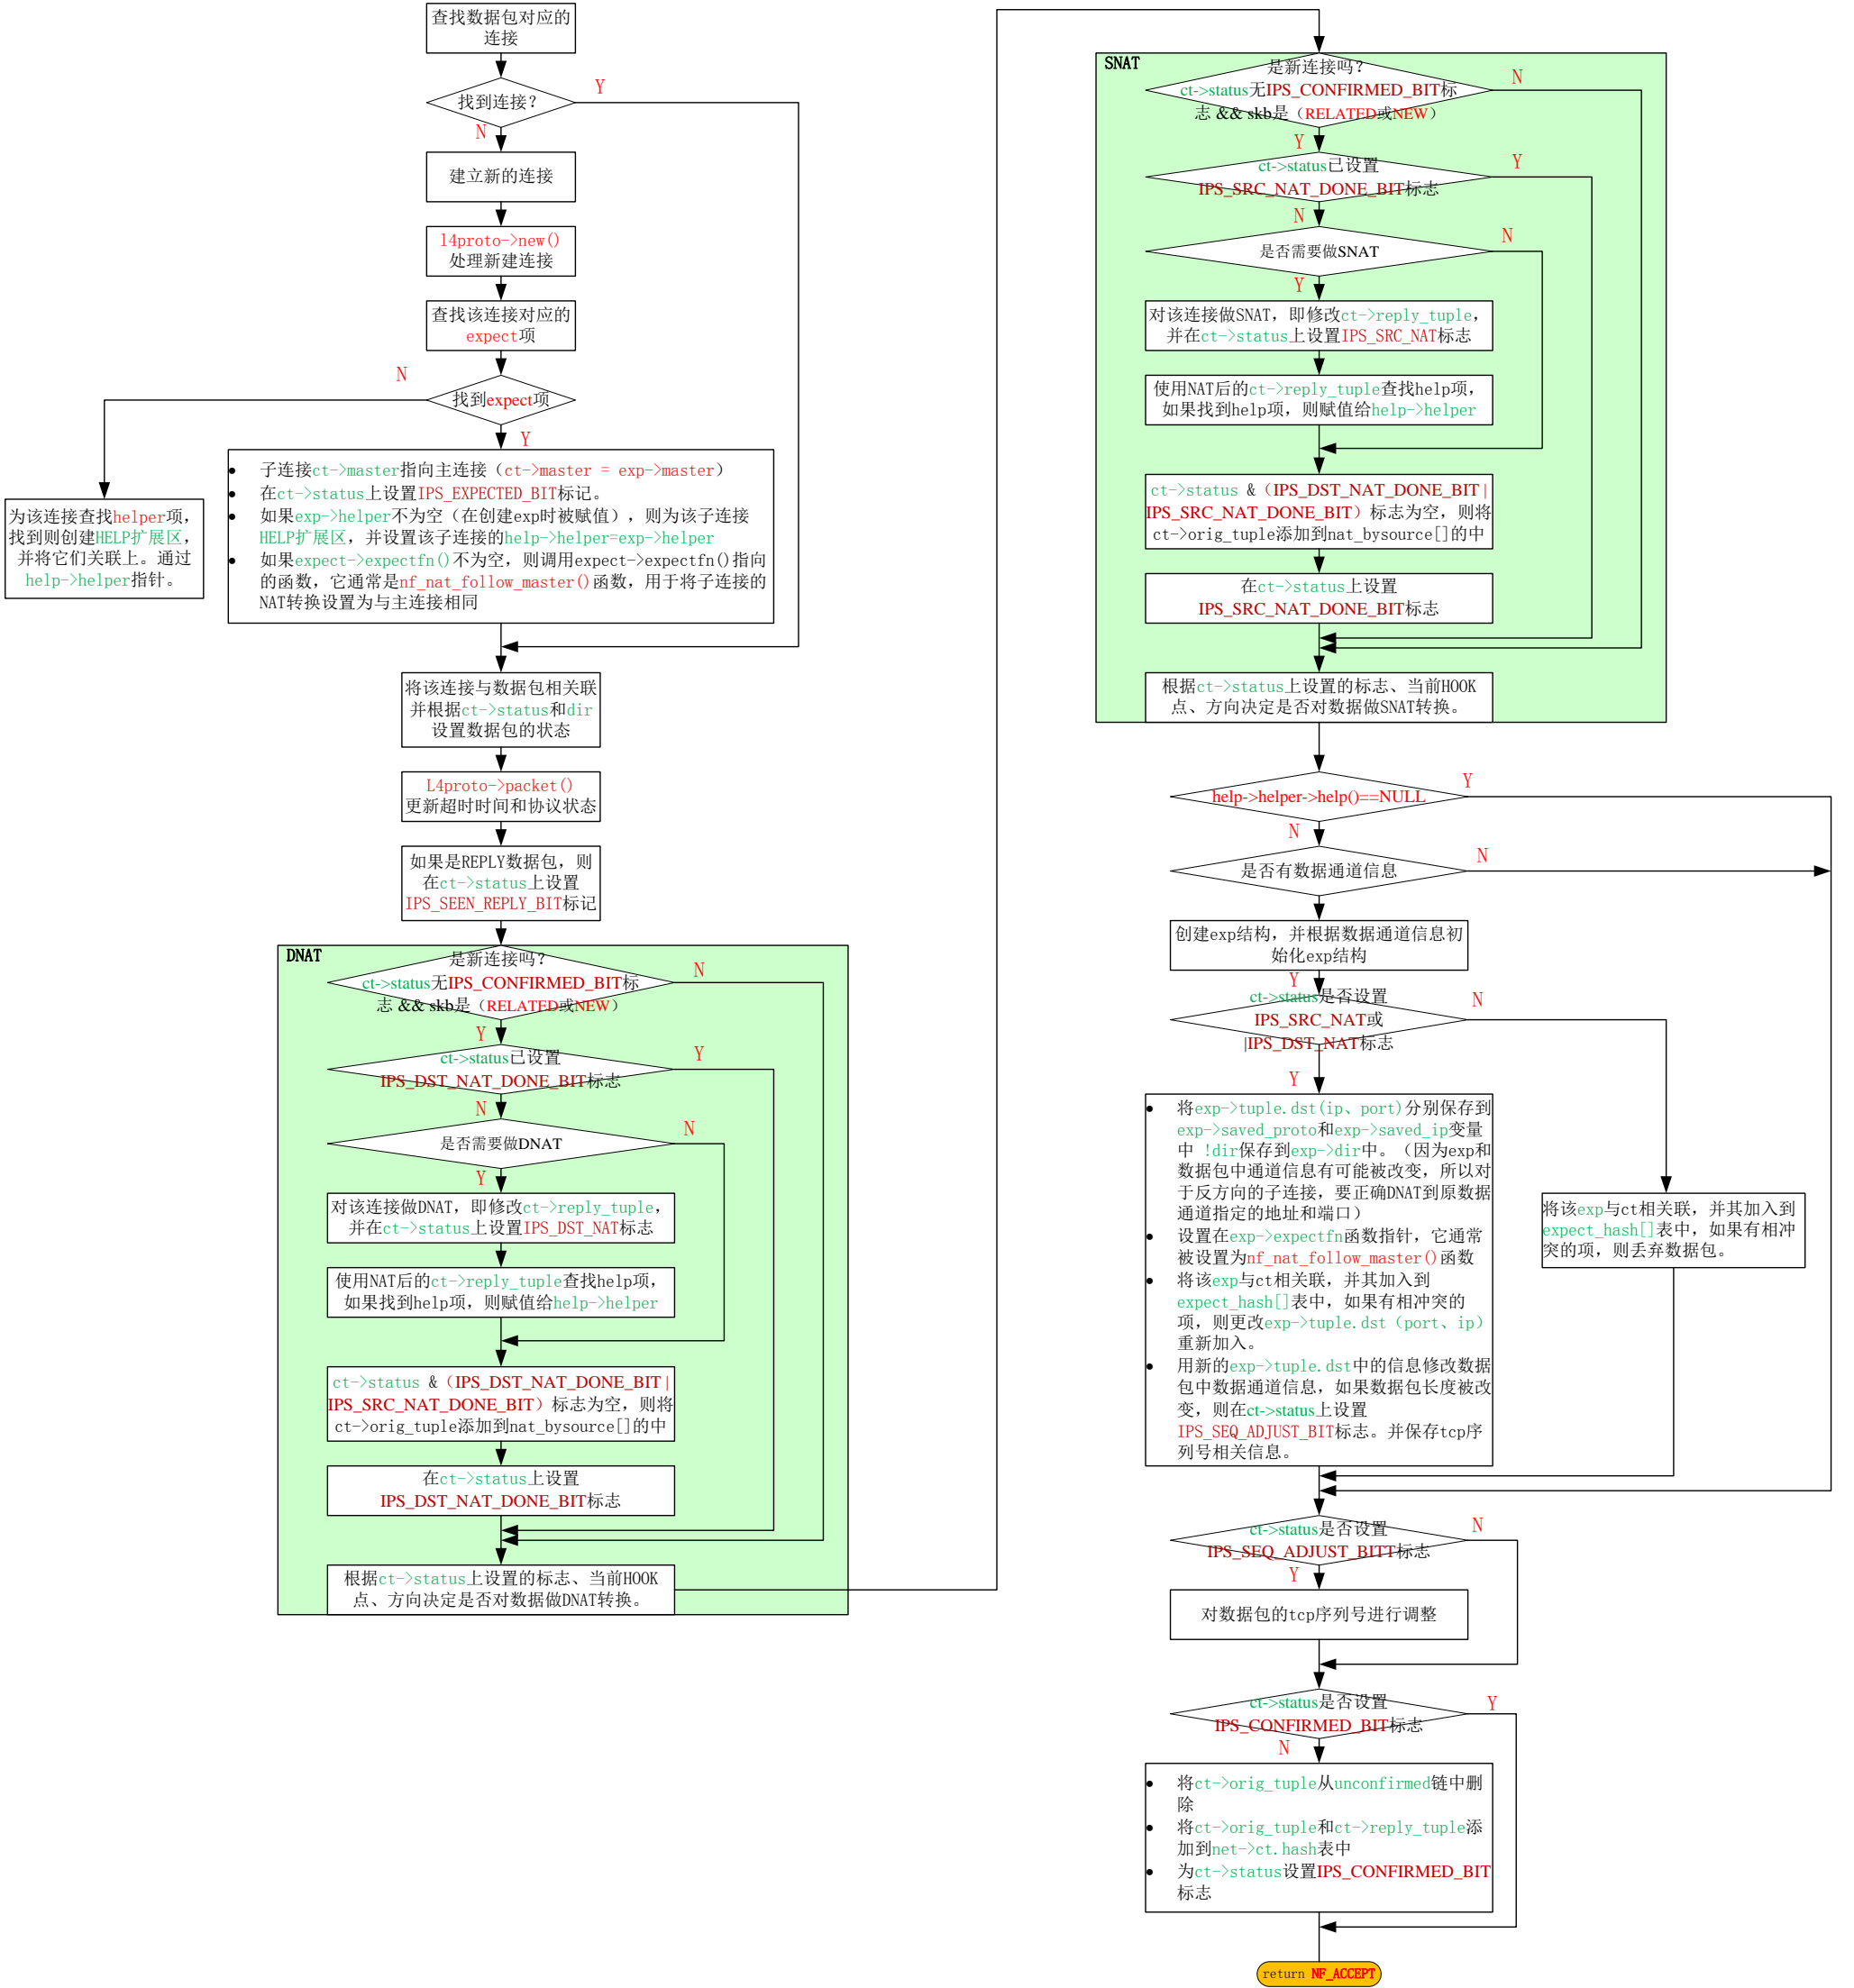 查找数据包对应的
连接
找到连接?
Y
N
建立新的连接
l4proto->new()
处理新建连接
查找该连接对应的
expect项
N
找到expect项
Y
为该连接查找helper项,
找到则创建HELP扩展区,
并将它们关联上。通过
help->helper指针。
● 子连接ct->master指向主连接（ct->master = exp->master）
● 在ct->status上设置IPS_EXPECTED_BIT标记。
● 如果exp->helper不为空（在创建exp时被赋值），则为该子连接
HELP扩展区，并设置该子连接的help->helper=exp->helper
● 如果expect->expectfn()不为空，则调用expect->expectfn()指向
的函数，它通常是nf_nat_follow_master()函数，用于将子连接的
NAT转换设置为与主连接相同
将该连接与数据包相关联
并根据ct->status和dir
设置数据包的状态
L4proto->packet()
更新超时时间和协议状态
如果是REPLY数据包，则
在ct->status上设置
IPS_SEEN_REPLY_BIT标记
DNAT
是新连接吗?
ct->status无IPS_CONFIRMED_BIT标
志 && skb是（RELATED或NEW）
N
Y
ct->status已设置
IPS_DST_NAT_DONE_BIT标志
Y
N
是否需要做DNAT
N
Y
对该连接做DNAT，即修改ct->reply_tuple，
并在ct->status上设置IPS_DST_NAT标志
使用NAT后的ct->reply_tuple查找help项，
如果找到help项，则赋值给help->helper
ct->status &（IPS_DST_NAT_DONE_BIT|
IPS_SRC_NAT_DONE_BIT）标志为空，则将
ct->orig_tuple添加到nat_bysource[]的中
在ct->status上设置
IPS_DST_NAT_DONE_BIT标志
根据ct->status上设置的标志、当前HOOK
点、方向决定是否对数据做DNAT转换。
SNAT
是新连接吗?
ct->status无IPS_CONFIRMED_BIT标
志 && skb是（RELATED或NEW）
N
Y
ct->status已设置
IPS_SRC_NAT_DONE_BIT标志
Y
N
是否需要做SNAT
N
Y
对该连接做SNAT，即修改ct->reply_tuple，
并在ct->status上设置IPS_SRC_NAT标志
使用NAT后的ct->reply_tuple查找help项，
如果找到help项，则赋值给help->helper
ct->status &（IPS_DST_NAT_DONE_BIT|
IPS_SRC_NAT_DONE_BIT）标志为空，则将
ct->orig_tuple添加到nat_bysource[]的中
在ct->status上设置
IPS_SRC_NAT_DONE_BIT标志
根据ct->status上设置的标志、当前HOOK
点、方向决定是否对数据做SNAT转换。
help->helper->help()==NULL
Y
N
是否有数据通道信息
N
创建exp结构，并根据数据通道信息初
始化exp结构
Y
ct->status是否设置
IPS_SRC_NAT或
|IPS_DST_NAT标志
N
Y
● 将exp->tuple.dst(ip、port)分别保存到
exp->saved_proto和exp->saved_ip变量
中 !dir保存到exp->dir中。（因为exp和
数据包中通道信息有可能被改变，所以对
于反方向的子连接，要正确DNAT到原数据
通道指定的地址和端口）
● 设置在exp->expectfn函数指针，它通常
被设置为nf_nat_follow_master()函数
● 将该exp与ct相关联，并其加入到
expect_hash[]表中，如果有相冲突的
项，则更改exp->tuple.dst（port、ip）
重新加入。
● 用新的exp->tuple.dst中的信息修改数据
包中数据通道信息，如果数据包长度被改
变，则在ct->status上设置
IPS_SEQ_ADJUST_BIT标志。并保存tcp序
列号相关信息。
将该exp与ct相关联，并其加入到
expect_hash[]表中，如果有相冲
突的项，则丢弃数据包。
ct->status是否设置
IPS_SEQ_ADJUST_BITT标志
N
Y
对数据包的tcp序列号进行调整
ct->status是否设置
IPS_CONFIRMED_BIT标志
Y
N
● 将ct->orig_tuple从unconfirmed链中删
除
● 将ct->orig_tuple和ct->reply_tuple添
加到net->ct.hash表中
● 为ct->status设置IPS_CONFIRMED_BIT
标志
return NF_ACCEPT